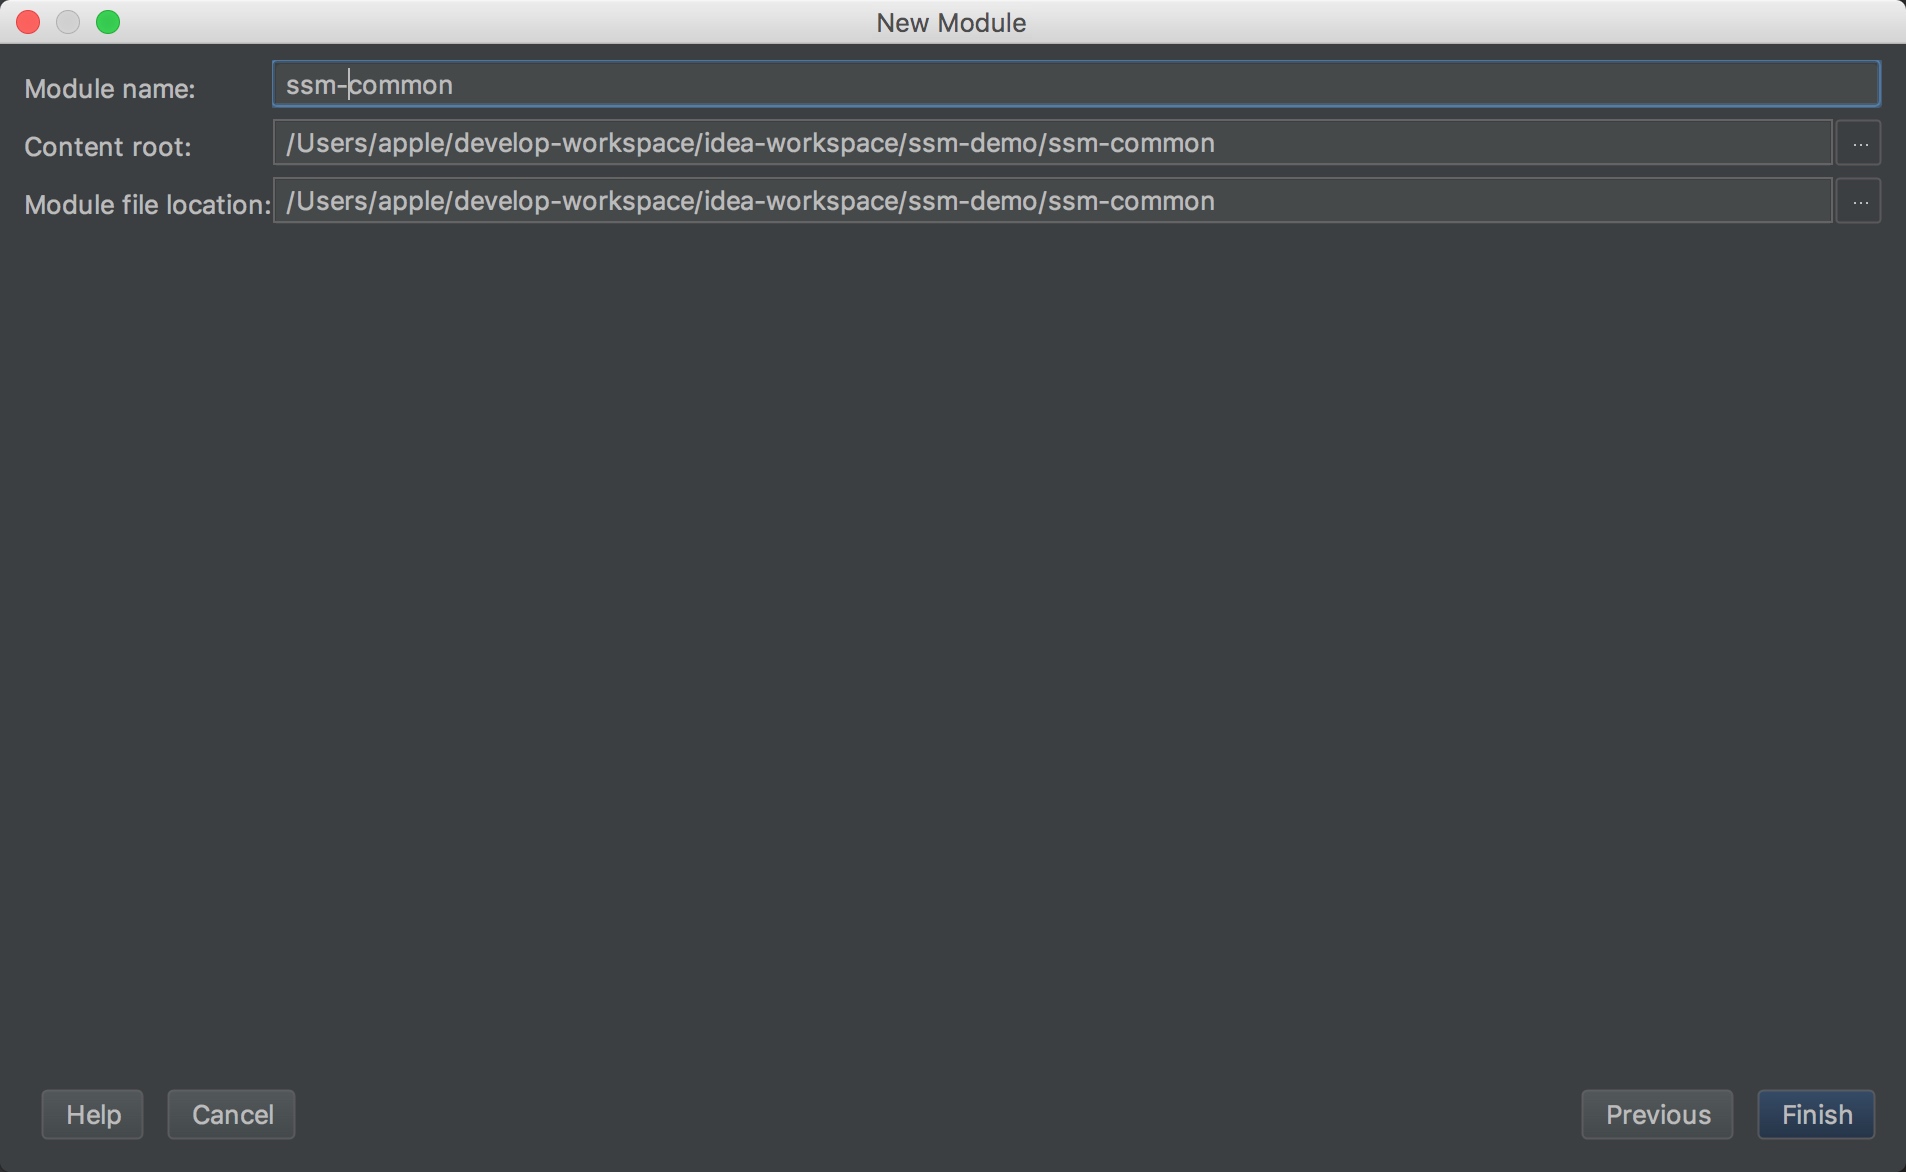 New Module
Module name: ssm-common
Content root: /Users/apple/develop-workspace/idea-workspace/ssm-demo/ssm-common ...
Module file location: /Users/apple/develop-workspace/idea-workspace/ssm-demo/ssm-common ...
Help Cancel Previous Finish